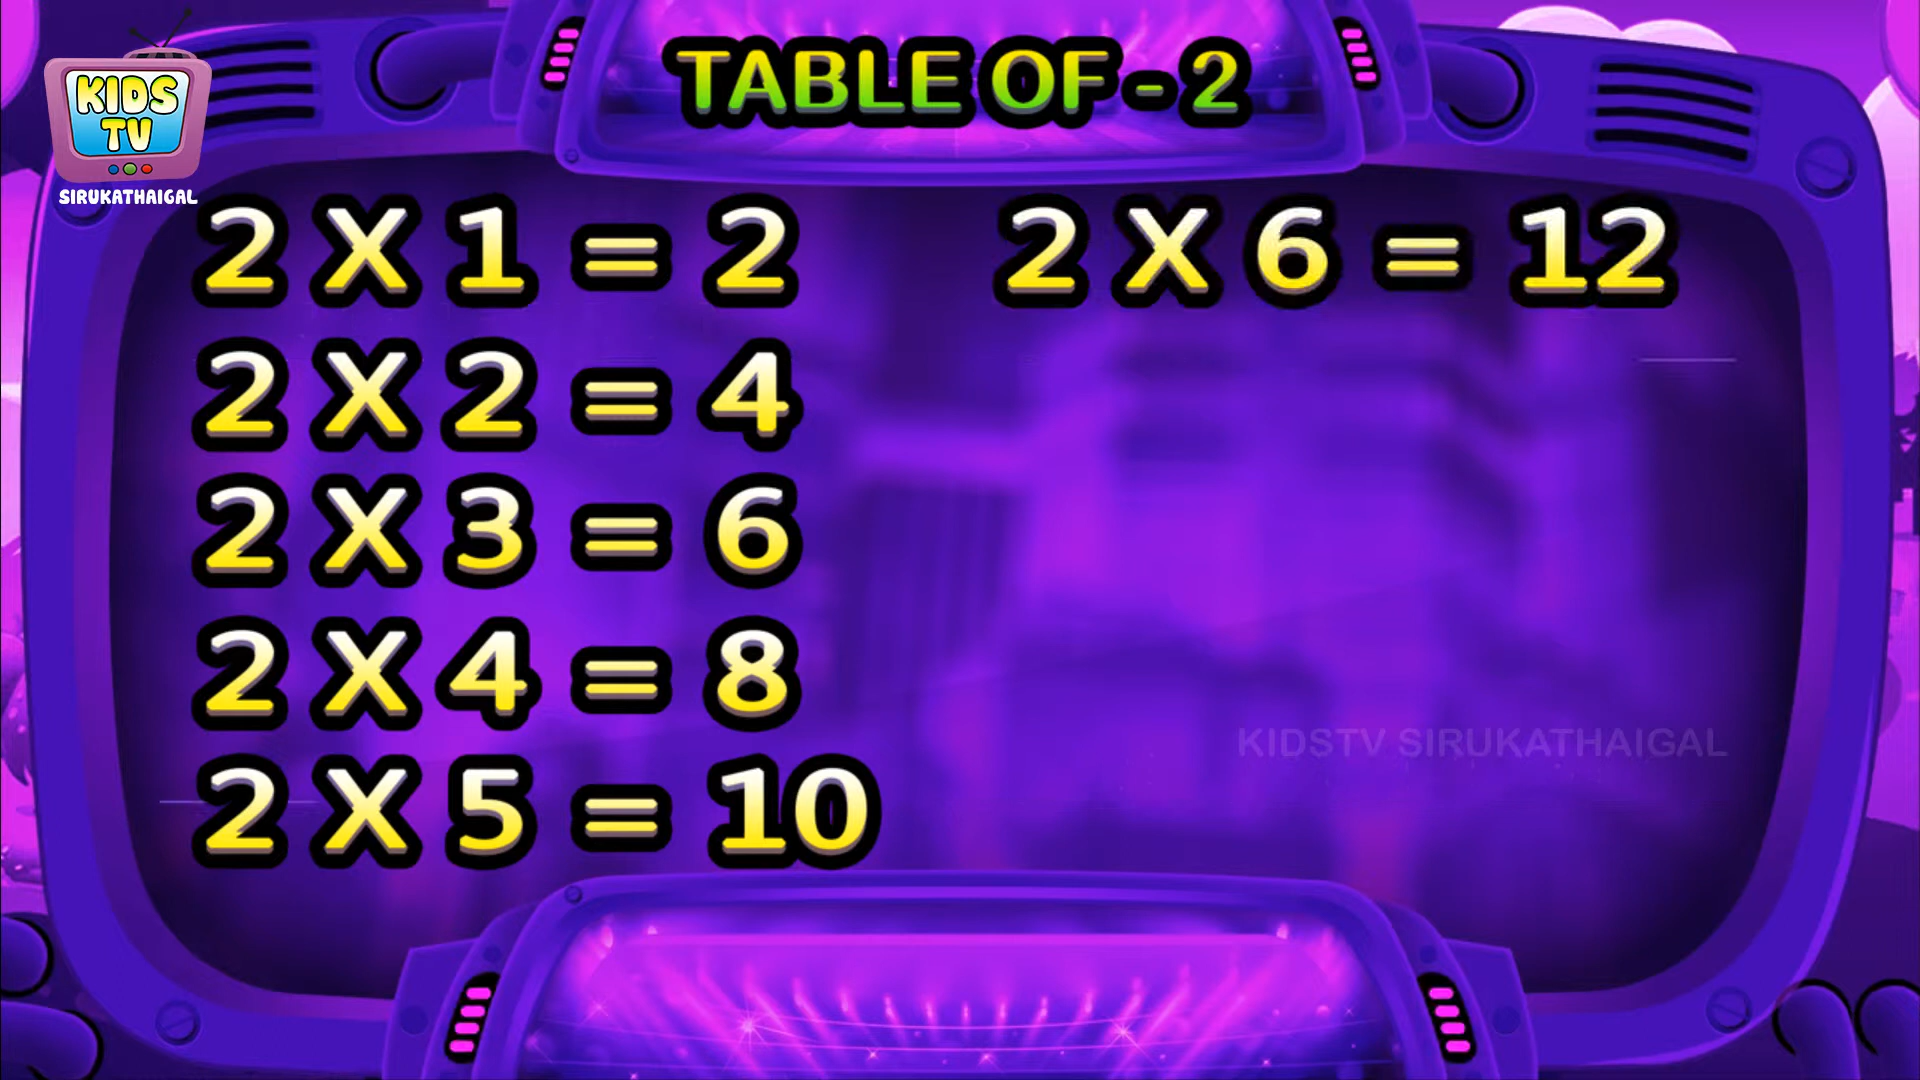 KIDS
TV
SIRUKATHAIGAL
TABLE OF - 2
2 X 1 = 2
2 X 2 = 4
2 X 3 = 6
2 X 4 = 8
2 X 5 = 10
2 X 6 = 12
KIDSTV SIRUKATHAIGAL